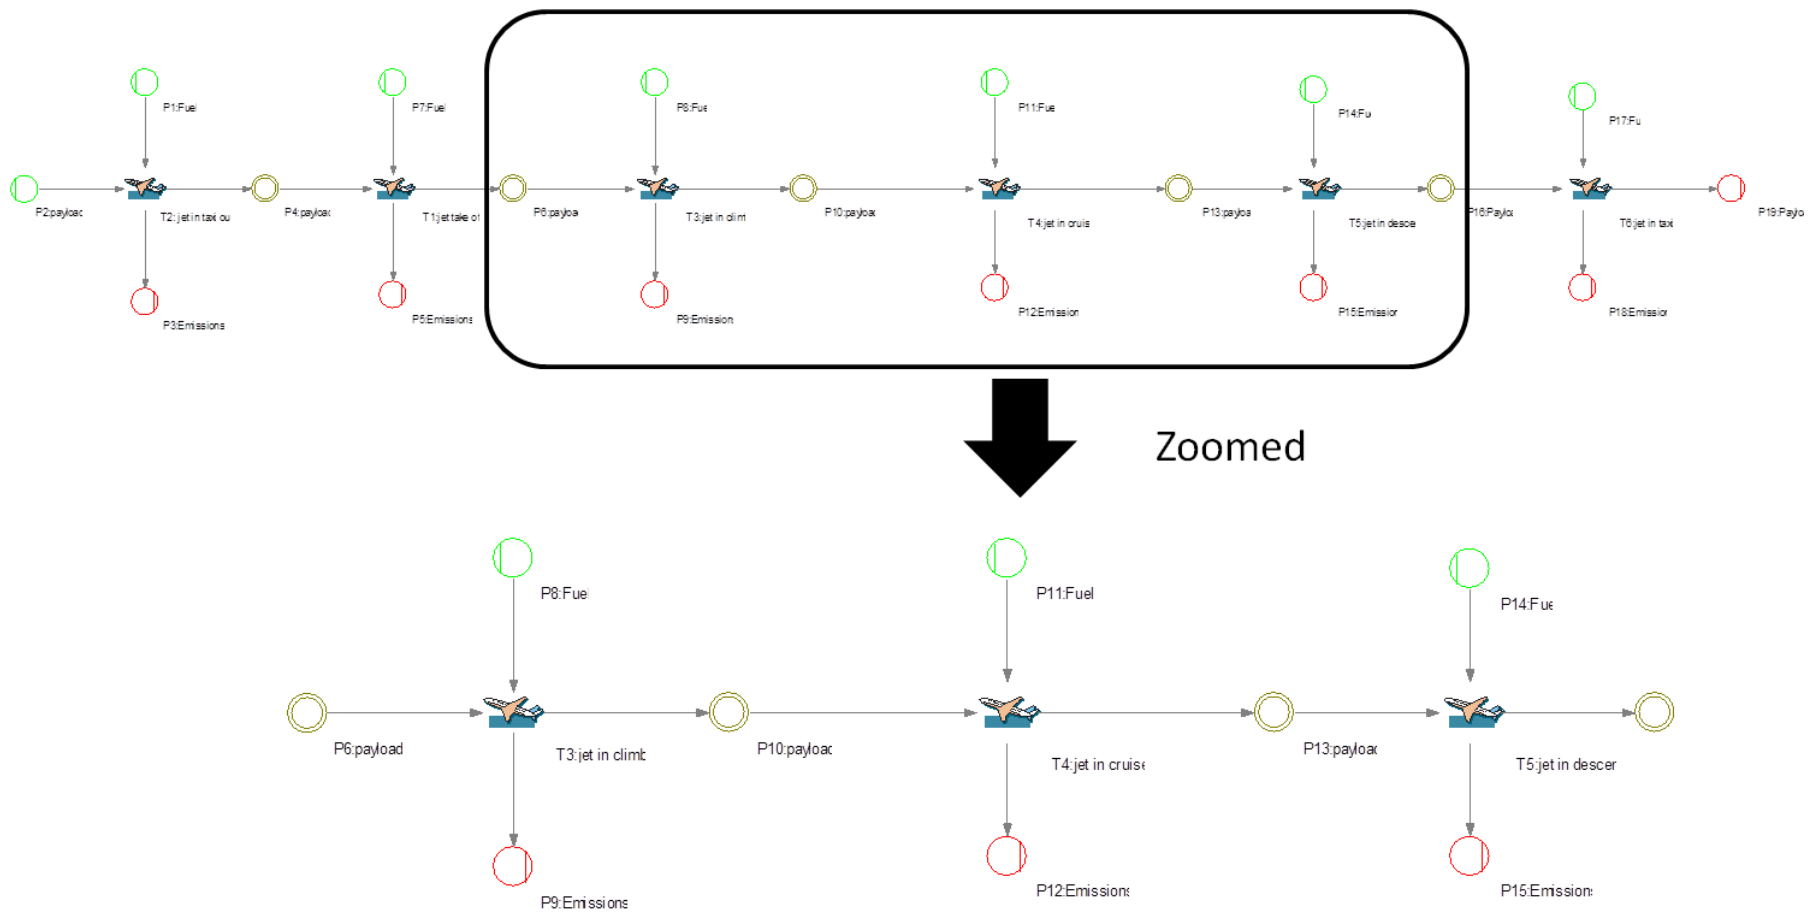 P1:Fuel
P7:Fuel
P8:Fue
P11:Fue
P14:Fu
P17:Fu
P2:payload
T2: jet in taxi ou
P4:payload
T1:jet take of
P6:payloa
T3:jet in clim
P10:payload
T4:jet in cruis
P13:payloa
T5:jet in desce
P16:Paylo
T6:jet in taxi
P19:Paylo
P3:Emissions
P5:Emissions
P9:Emission
P12:Emission
P15:Emission
P18:Emission
Zoomed
P8:Fuel
P11:Fuel
P14:Fue
P6:payload
T3:jet in climb
P10:payload
T4:jet in cruise
P13:payload
T5:jet in descer
P9:Emissions
P12:Emissions
P15:Emissions